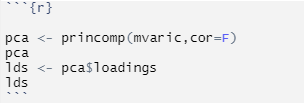 ```{r}
pca <- princomp(mvaric,cor=F)
pca
lds <- pca$loadings
lds
```